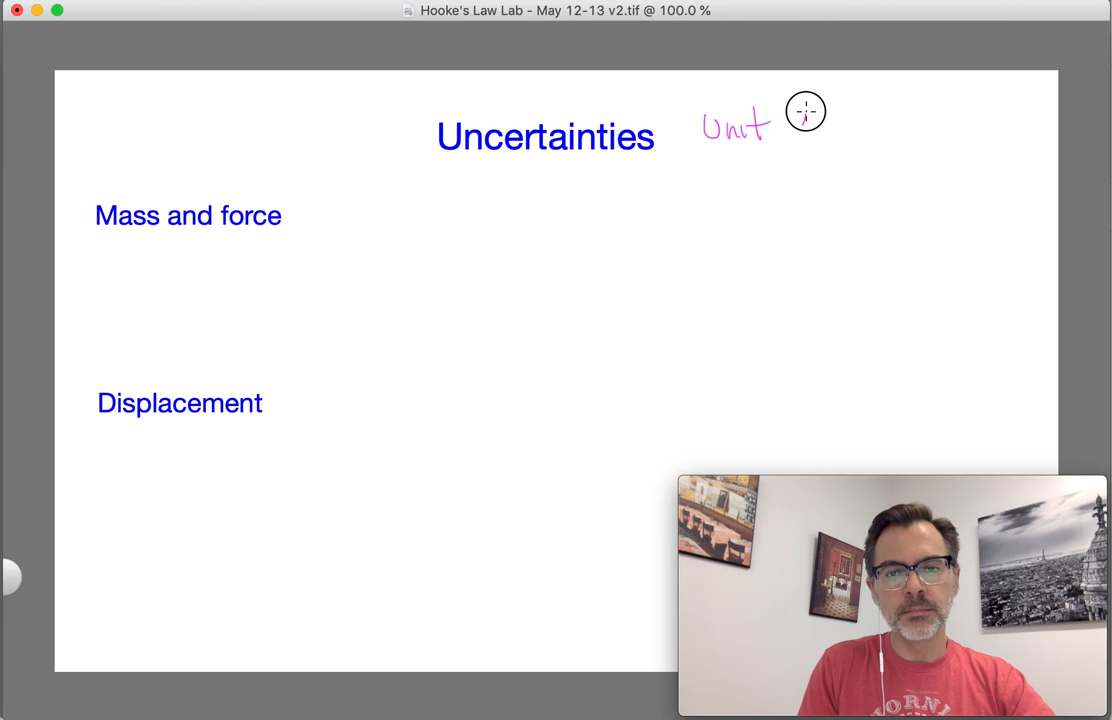 Hooke's Law Lab - May 12-13 v2.tif @ 100.0 %
Uncertainties Unit
Mass and force
Displacement